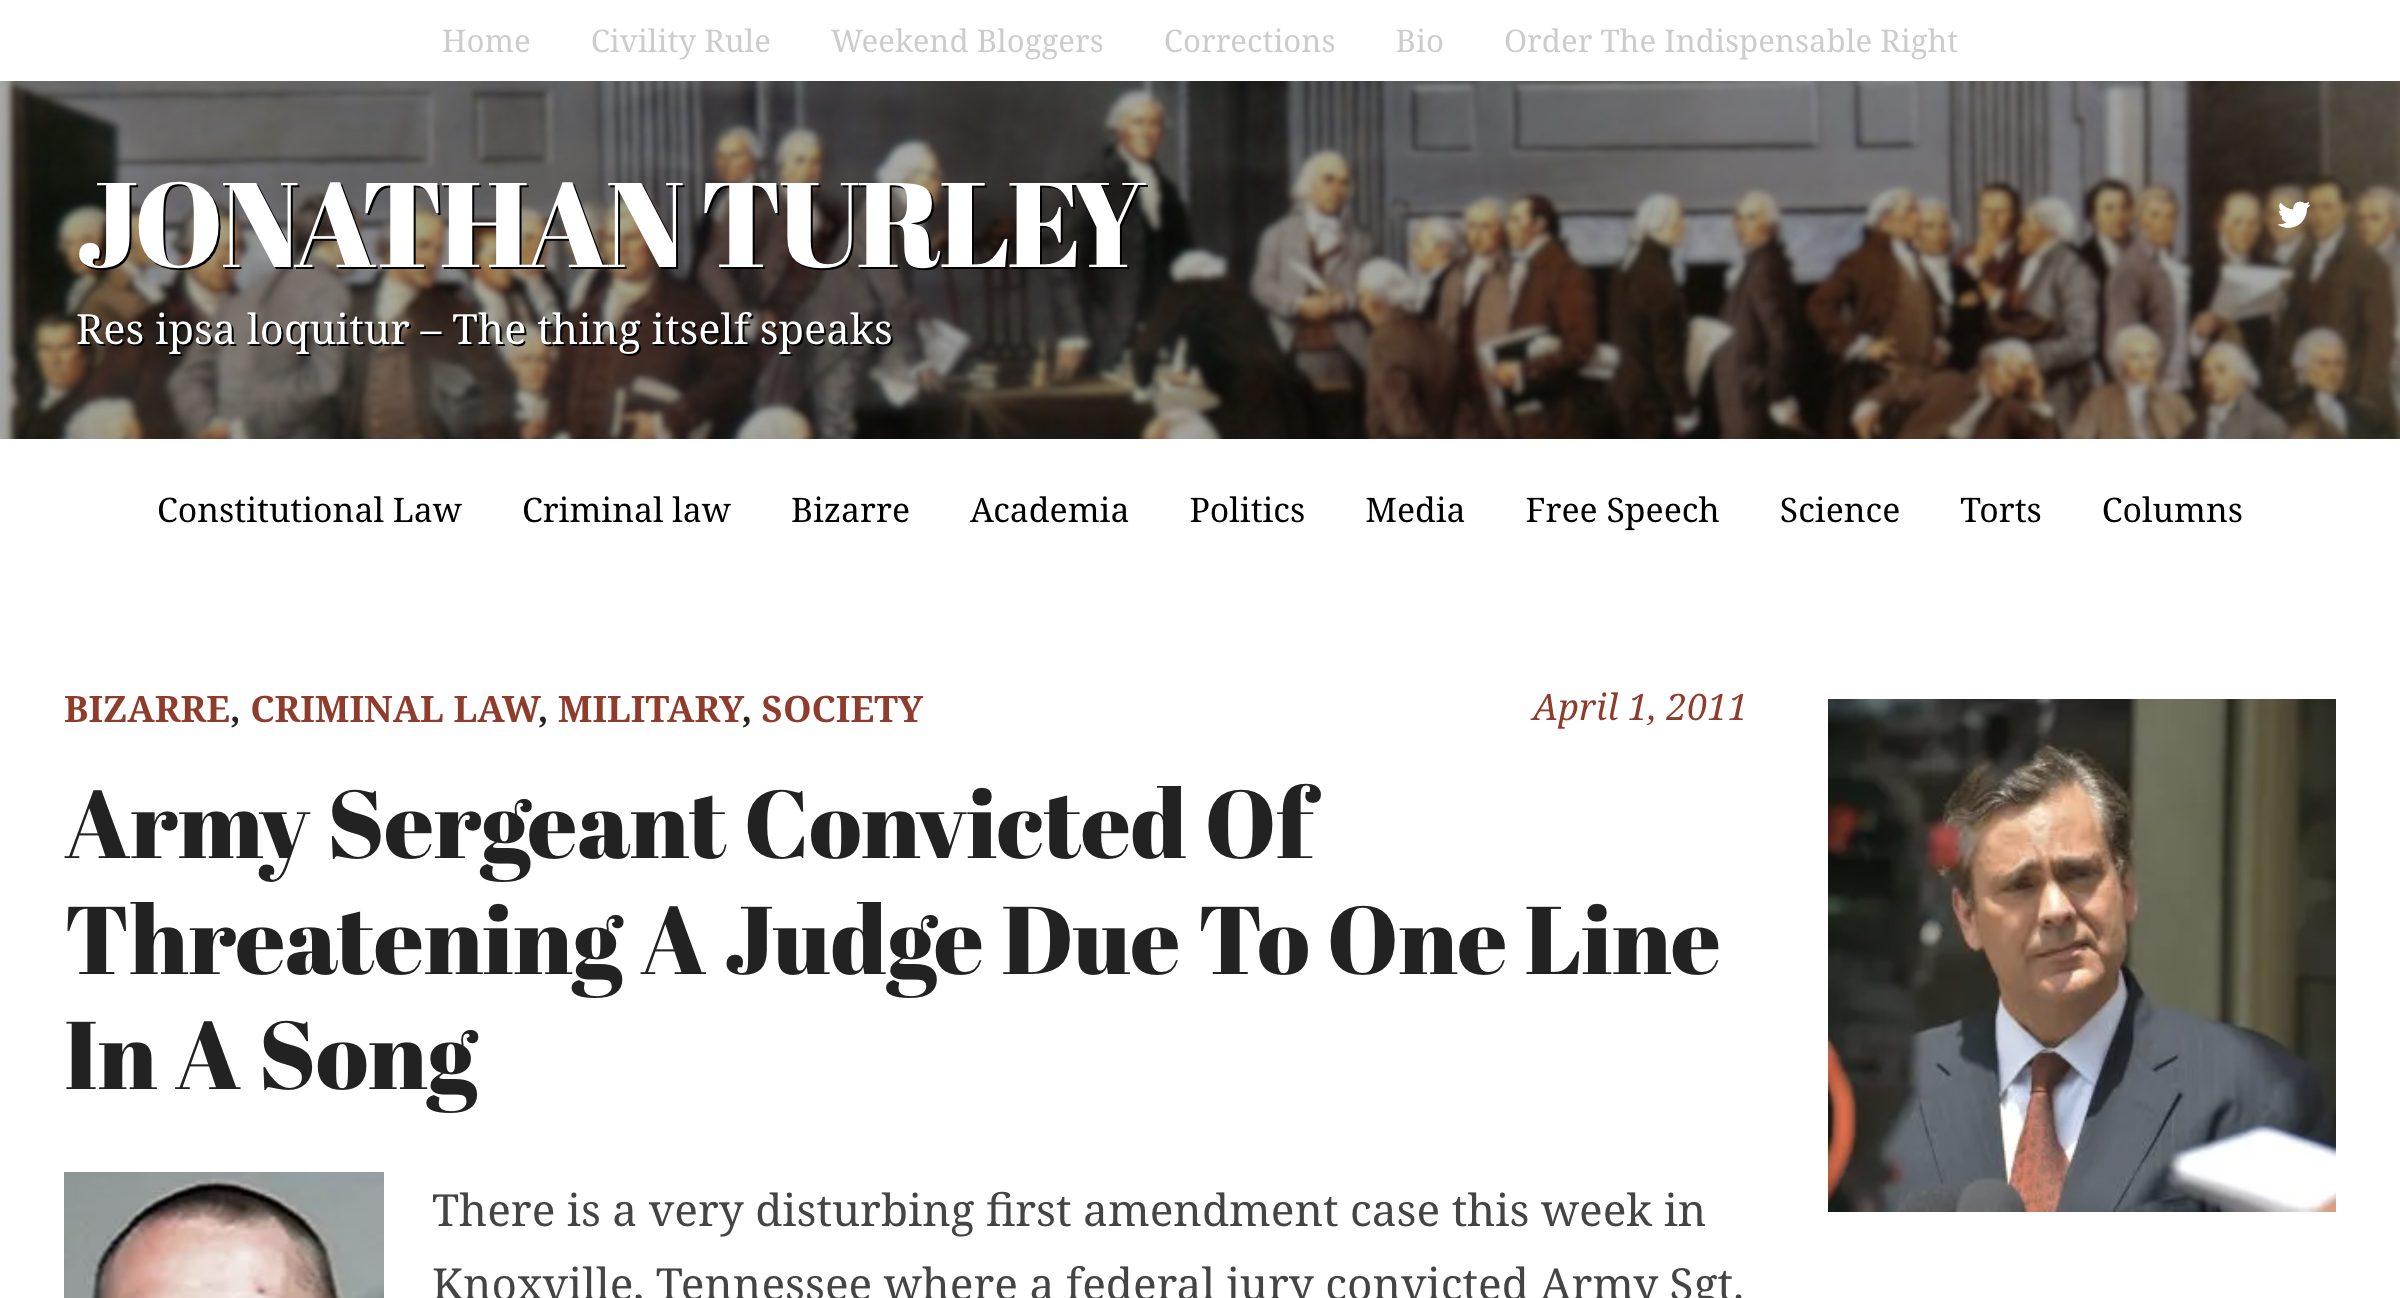 Home Civility Rule Weekend Bloggers Corrections Bio Order The Indispensable Right
JONATHAN TURLEY
Res ipsa loquitur – The thing itself speaks
Constitutional Law Criminal law Bizarre Academia Politics Media Free Speech Science Torts Columns
BIZARRE, CRIMINAL LAW, MILITARY, SOCIETY April 1, 2011
Army Sergeant Convicted Of
Threatening A Judge Due To One Line
In A Song
There is a very disturbing first amendment case this week in
Knoxville, Tennessee where a federal jury convicted Army Sgt.